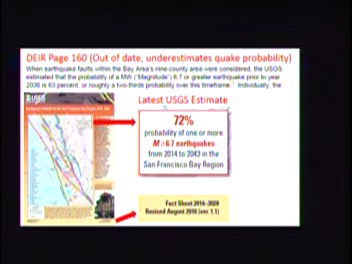 DEIR Page 160 (Out of date, underestimates quake probability)
When earthquake faults within the Bay Area's nine-county area were considered, the USGS
estimated that the probability of a MW ("Magnitude") 6.7 or greater earthquake prior to year
2036 is 63 percent, or roughly a two-thirds probability over this timeframe. Individually, the
USGS
Latest USGS Estimate
72%
probability of one or more
M ≥ 6.7 earthquakes
from 2014 to 2043 in the
San Francisco Bay Region
Fact Sheet 2016–3020
Revised August 2016 (ver. 1.1)